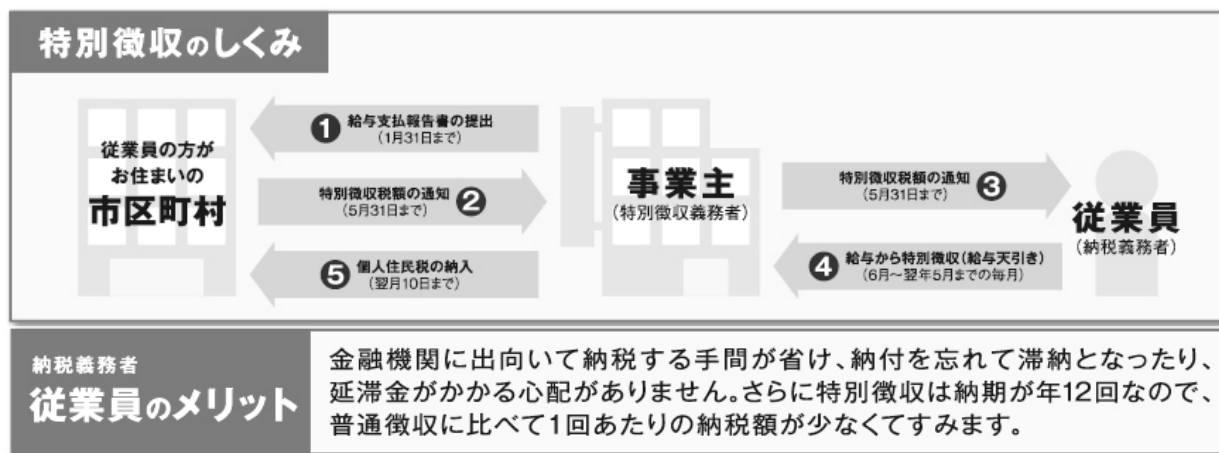 特別徴収のしくみ
従業員の方が
お住まいの
市区町村
❶ 給与支払報告書の提出
(1月31日まで)
特別徴収税額の通知 ❷
(5月31日まで)
❺ 個人住民税の納入
(翌月10日まで)
事業主
(特別徴収義務者)
特別徴収税額の通知 ❸
(5月31日まで)
❹ 給与から特別徴収(給与天引き)
(6月〜翌年5月までの毎月)
従業員
(納税義務者)
納税義務者
従業員のメリット
金融機関に出向いて納税する手間が省け、納付を忘れて滞納となったり、
延滞金がかかる心配がありません。さらに特別徴収は納期が年12回なので、
普通徴収に比べて1回あたりの納税額が少なくてすみます。